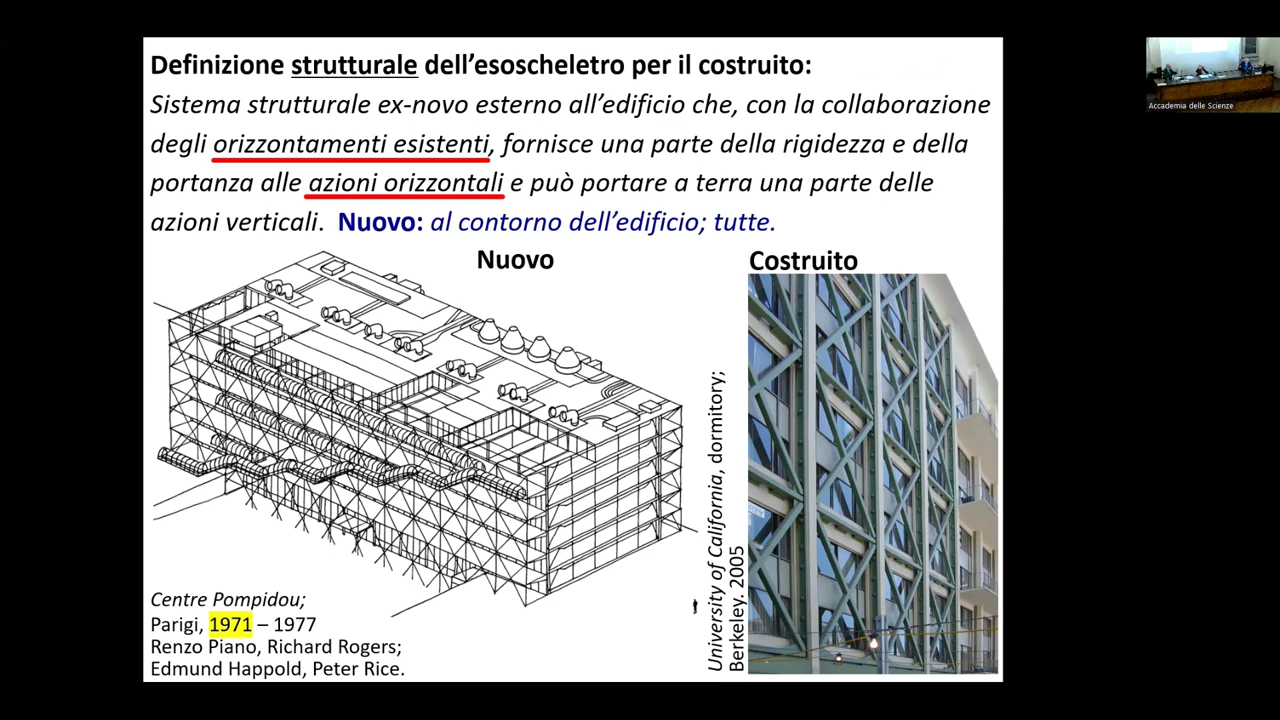 Definizione strutturale dell'esoscheletro per il costruito:
Sistema strutturale ex-novo esterno all'edificio che, con la collaborazione
degli orizzontamenti esistenti, fornisce una parte della rigidezza e della
portanza alle azioni orizzontali e può portare a terra una parte delle
azioni verticali. Nuovo: al contorno dell'edificio; tutte.
Nuovo
Costruito
Centre Pompidou;
Parigi, 1971 – 1977
Renzo Piano, Richard Rogers;
Edmund Happold, Peter Rice.
University of California, dormitory;
Berkeley. 2005
Accademia delle Scienze